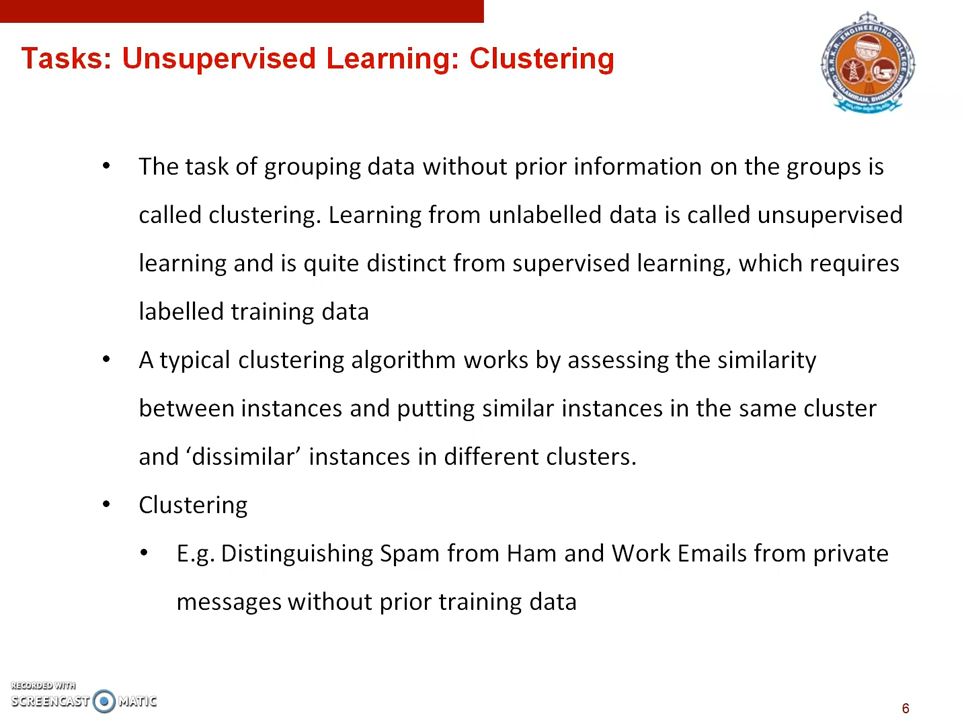 Tasks: Unsupervised Learning: Clustering
S.R.K.R. ENGINEERING COLLEGE
CHINAAMIRAM, BHIMAVARAM
• The task of grouping data without prior information on the groups is
called clustering. Learning from unlabelled data is called unsupervised
learning and is quite distinct from supervised learning, which requires
labelled training data
• A typical clustering algorithm works by assessing the similarity
between instances and putting similar instances in the same cluster
and ‘dissimilar’ instances in different clusters.
• Clustering
• E.g. Distinguishing Spam from Ham and Work Emails from private
messages without prior training data
RECORDED WITH
SCREENCAST MATIC
6